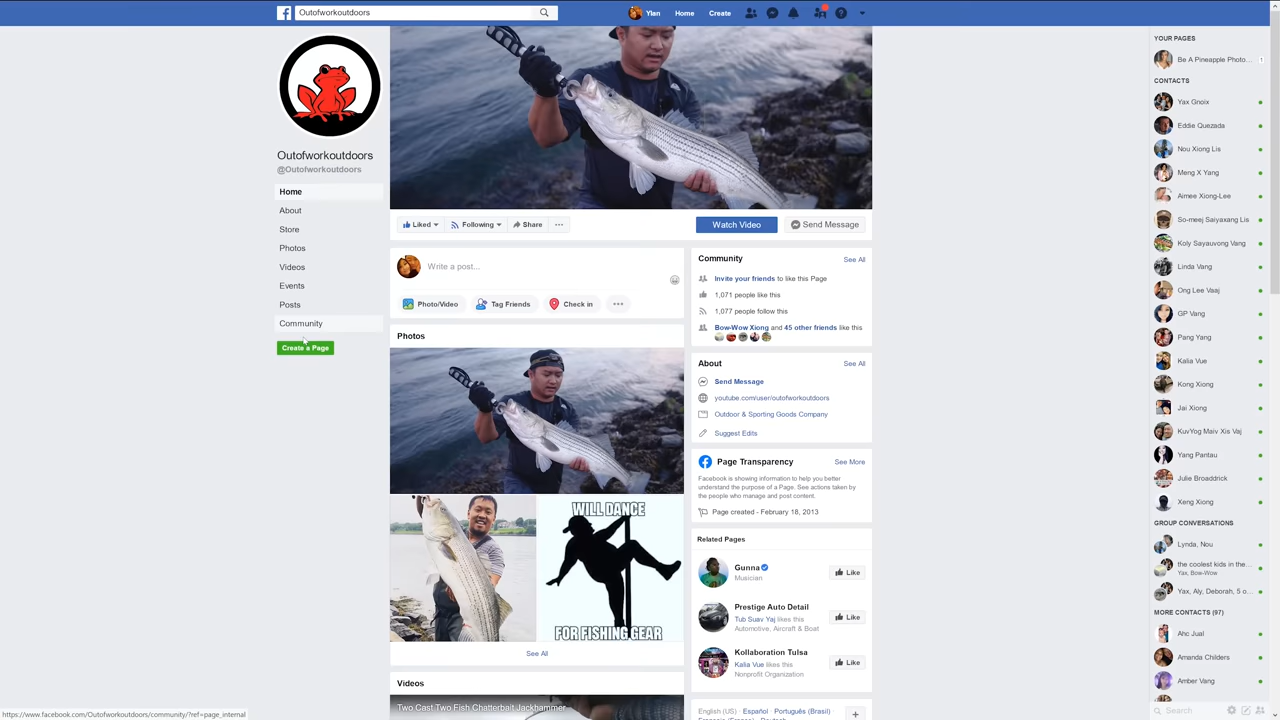 Outofworkoutdoors
Ylan
Home
Create
Outofworkoutdoors
@Outofworkoutdoors
Home
About
Store
Photos
Videos
Events
Posts
Community
Create a Page
Liked
Following
Share
Watch Video
Send Message
Write a post...
Photo/Video
Tag Friends
Check in
Photos
WILL DANCE
FOR FISHING GEAR
See All
Videos
Two Cast Two Fish Chatterbait Jackhammer
Community
See All
Invite your friends to like this Page
1,071 people like this
1,077 people follow this
Bow-Wow Xiong and 45 other friends like this
About
See All
Send Message
youtube.com/user/outofworkoutdoors
Outdoor & Sporting Goods Company
Suggest Edits
Page Transparency
See More
Facebook is showing information to help you better
understand the purpose of a Page. See actions taken by
the people who manage and post content.
Page created - February 18, 2013
Related Pages
Gunna
Musician
Like
Prestige Auto Detail
Tub Suav Yaj likes this
Automotive, Aircraft & Boat
Like
Kollaboration Tulsa
Kalia Vue likes this
Nonprofit Organization
Like
English (US) · Español · Português (Brasil)
YOUR PAGES
Be A Pineapple Photo...
1
CONTACTS
Yax Gnoix
Eddie Quezada
Nou Xiong Lis
Meng X Yang
Aimee Xiong-Lee
So-meej Saiyaxang Lis
Koly Sayauvong Vang
Linda Vang
Ong Lee Vaaj
GP Vang
Pang Yang
Kalia Vue
Kong Xiong
Jai Xiong
KuvYog Maiv Xis Vaj
Yang Pantau
Julie Broaddrick
Xeng Xiong
GROUP CONVERSATIONS
Lynda, Nou
the coolest kids in the...
Yax, Bow-Wow
Yax, Aly, Deborah, 5 o...
MORE CONTACTS (97)
Ahc Jual
Amanda Childers
Amber Vang
Search
https://www.facebook.com/Outofworkoutdoors/community/?ref=page_internal